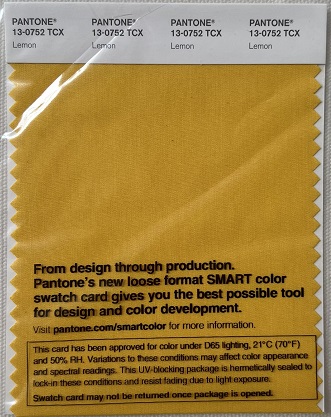 PANTONE® PANTONE® PANTONE® PANTONE®
13-0752 TCX 13-0752 TCX 13-0752 TCX 13-0752 TCX
Lemon Lemon Lemon Lemon
From design through production.
Pantone's new loose format SMART color
swatch card gives you the best possible tool
for design and color development.
Visit pantone.com/smartcolor for more information.
This card has been approved for color under D65 lighting, 21°C (70°F)
and 50% RH. Variations to these conditions may affect color appearance
and spectral readings. This UV-blocking package is hermetically sealed to
lock-in these conditions and resist fading due to light exposure.
Swatch card may not be returned once package is opened.